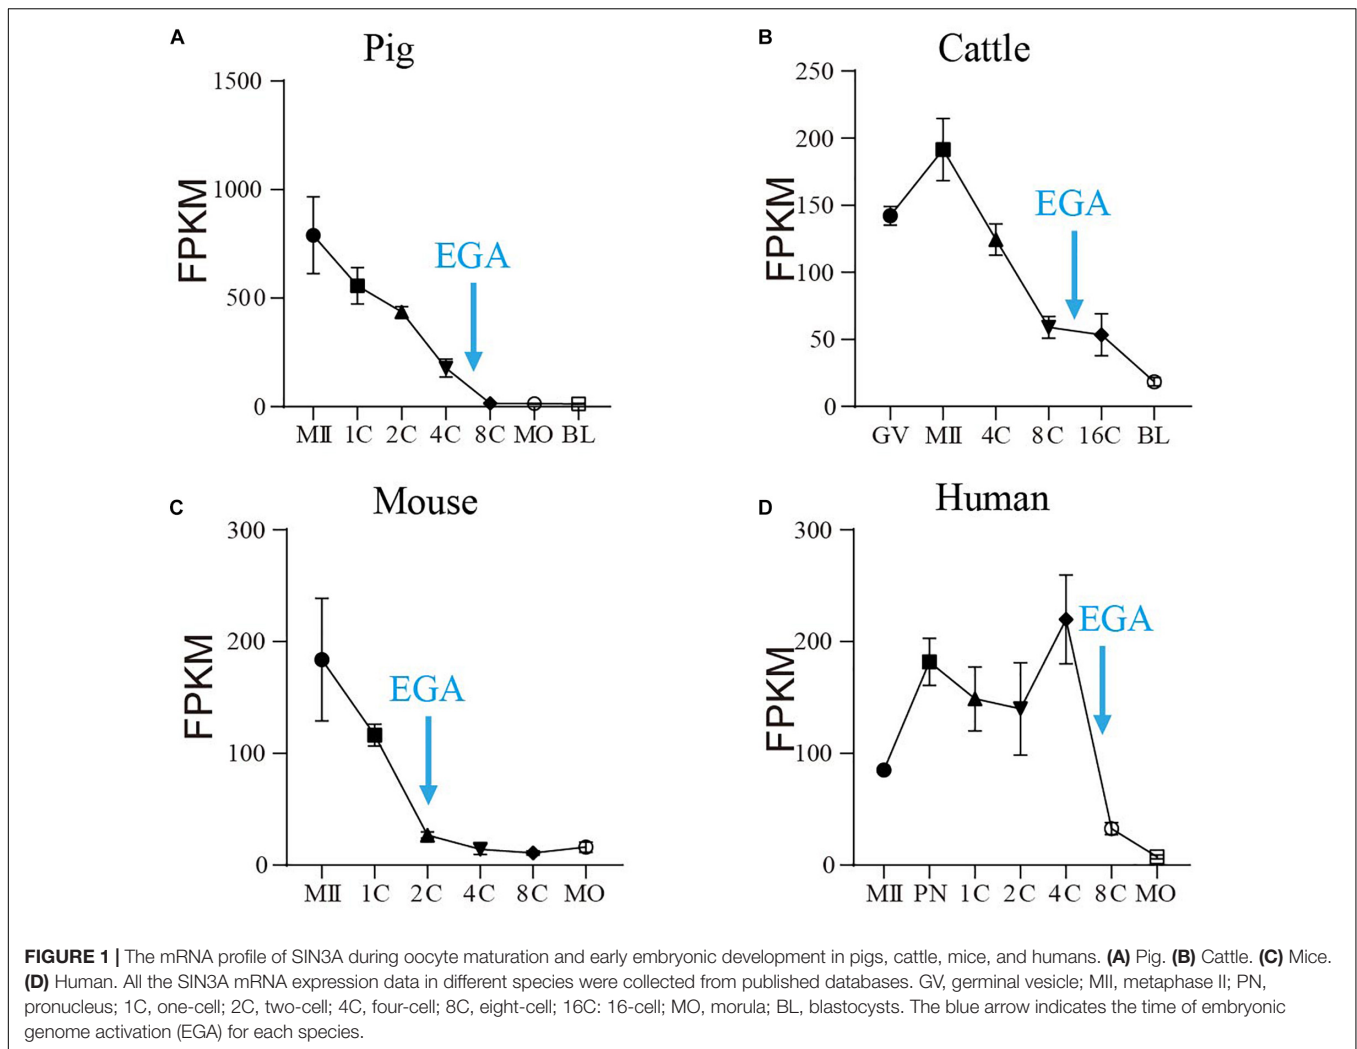 A
Pig
1500
1000
500
0
FPKM
EGA
MII 1C 2C 4C 8C MO BL
B
Cattle
250
200
150
100
50
0
FPKM
EGA
GV MII 4C 8C 16C BL
C
Mouse
300
200
100
0
FPKM
EGA
MII 1C 2C 4C 8C MO
D
Human
300
200
100
0
FPKM
EGA
MII PN 1C 2C 4C 8C MO
FIGURE 1 | The mRNA profile of SIN3A during oocyte maturation and early embryonic development in pigs, cattle, mice, and humans. (A) Pig. (B) Cattle. (C) Mice.
(D) Human. All the SIN3A mRNA expression data in different species were collected from published databases. GV, germinal vesicle; MII, metaphase II; PN,
pronucleus; 1C, one-cell; 2C, two-cell; 4C, four-cell; 8C, eight-cell; 16C: 16-cell; MO, morula; BL, blastocysts. The blue arrow indicates the time of embryonic
genome activation (EGA) for each species.